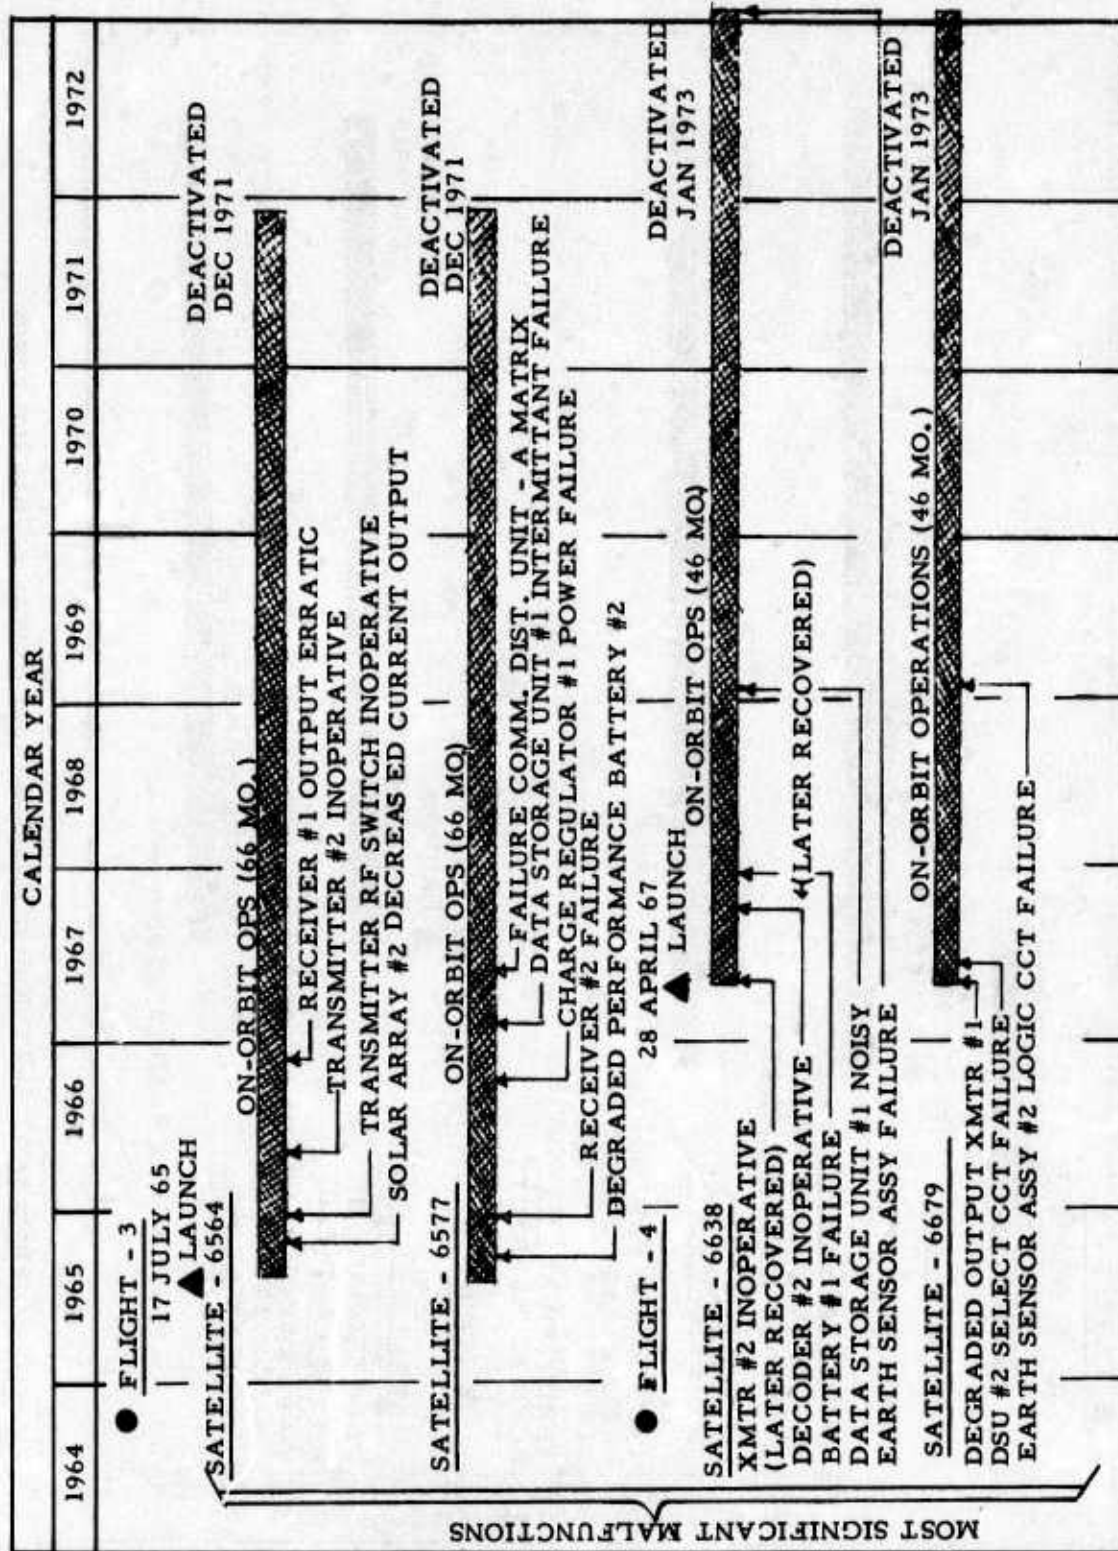 CALENDAR YEAR
1964 1965 1966 1967 1968 1969 1970 1971 1972
MOST SIGNIFICANT MALFUNCTIONS
● FLIGHT - 3
17 JULY 65
▲ LAUNCH
SATELLITE - 6564
ON-ORBIT OPS (66 MO.)
DEACTIVATED
DEC 1971
RECEIVER #1 OUTPUT ERRATIC
TRANSMITTER #2 INOPERATIVE
TRANSMITTER RF SWITCH INOPERATIVE
SOLAR ARRAY #2 DECREASED CURRENT OUTPUT
SATELLITE - 6577
ON-ORBIT OPS (66 MO)
DEACTIVATED
DEC 1971
FAILURE COMM. DIST. UNIT - A MATRIX
DATA STORAGE UNIT #1 INTERMITTANT FAILURE
CHARGE REGULATOR #1 POWER FAILURE
RECEIVER #2 FAILURE
DEGRADED PERFORMANCE BATTERY #2
● FLIGHT - 4
28 APRIL 67
▲ LAUNCH
SATELLITE - 6638
ON-ORBIT OPS (46 MO)
DEACTIVATED
JAN 1973
XMTR #2 INOPERATIVE
(LATER RECOVERED)
DECODER #2 INOPERATIVE
(LATER RECOVERED)
BATTERY #1 FAILURE
DATA STORAGE UNIT #1 NOISY
EARTH SENSOR ASSY FAILURE
SATELLITE - 6679
ON-ORBIT OPERATIONS (46 MO.)
DEACTIVATED
JAN 1973
DEGRADED OUTPUT XMTR #1
DSU #2 SELECT CCT FAILURE
EARTH SENSOR ASSY #2 LOGIC CCT FAILURE